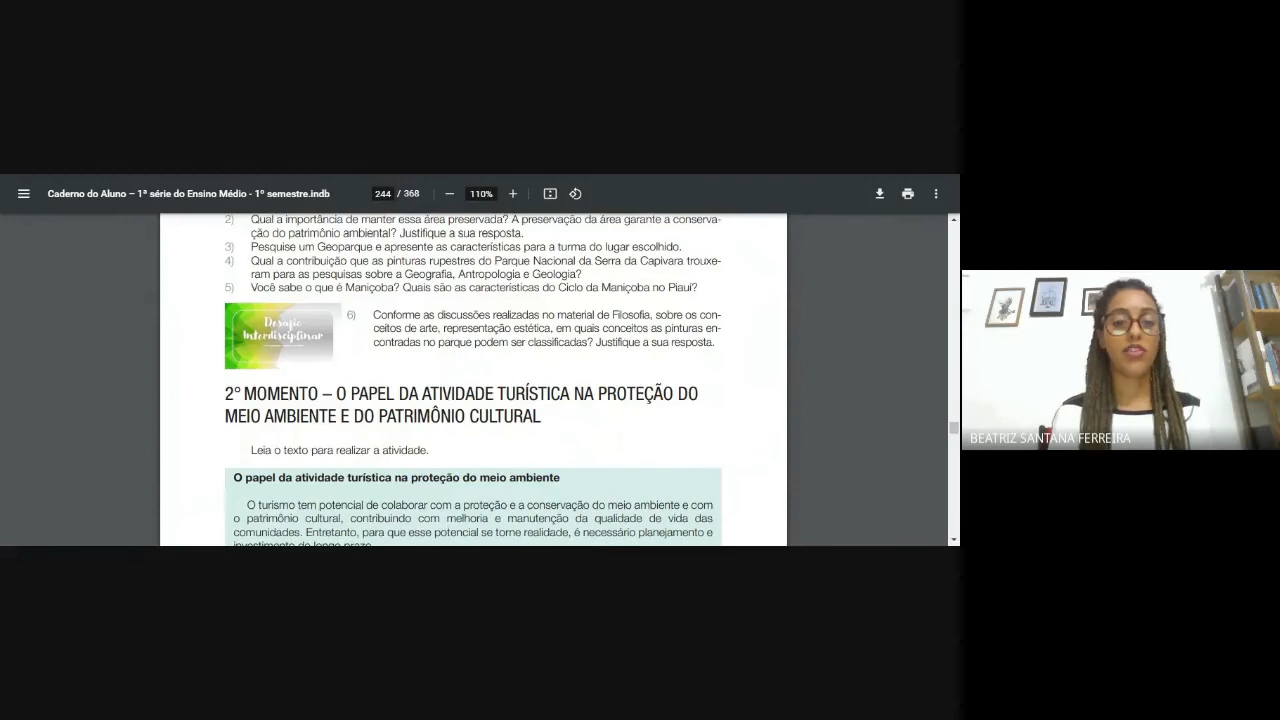 Caderno do Aluno – 1ª série do Ensino Médio - 1º semestre.indb
244 / 368
110%
2) Qual a importância de manter essa área preservada? A preservação da área garante a conserva-
ção do patrimônio ambiental? Justifique a sua resposta.
3) Pesquise um Geoparque e apresente as características para a turma do lugar escolhido.
4) Qual a contribuição que as pinturas rupestres do Parque Nacional da Serra da Capivara trouxe-
ram para as pesquisas sobre a Geografia, Antropologia e Geologia?
5) Você sabe o que é Maniçoba? Quais são as características do Ciclo da Maniçoba no Piauí?
Desafio
Interdisciplinar
6) Conforme as discussões realizadas no material de Filosofia, sobre os con-
ceitos de arte, representação estética, em quais conceitos as pinturas en-
contradas no parque podem ser classificadas? Justifique a sua resposta.
2º MOMENTO – O PAPEL DA ATIVIDADE TURÍSTICA NA PROTEÇÃO DO
MEIO AMBIENTE E DO PATRIMÔNIO CULTURAL
Leia o texto para realizar a atividade.
O papel da atividade turística na proteção do meio ambiente
O turismo tem potencial de colaborar com a proteção e a conservação do meio ambiente e com
o patrimônio cultural, contribuindo com melhoria e manutenção da qualidade de vida das
comunidades. Entretanto, para que esse potencial se torne realidade, é necessário planejamento e
investimento de longo prazo.
BEATRIZ SANTANA FERREIRA